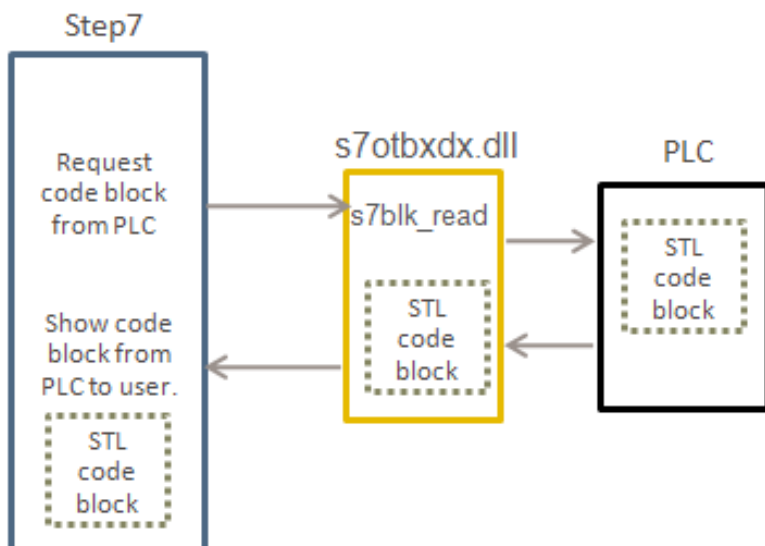 Step7
Request
code block
from PLC
Show code
block from
PLC to user.
STL
code
block
s7otbxdx.dll
s7blk_read
STL
code
block
PLC
STL
code
block